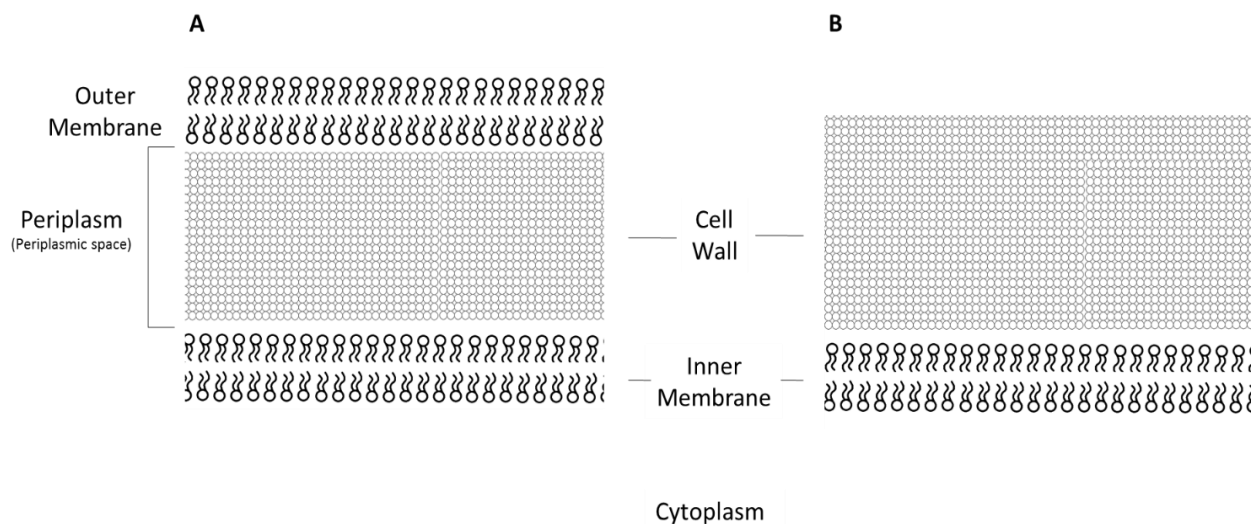 A
B
Outer
Membrane
Periplasm
(Periplasmic space)
Cell
Wall
Inner
Membrane
Cytoplasm